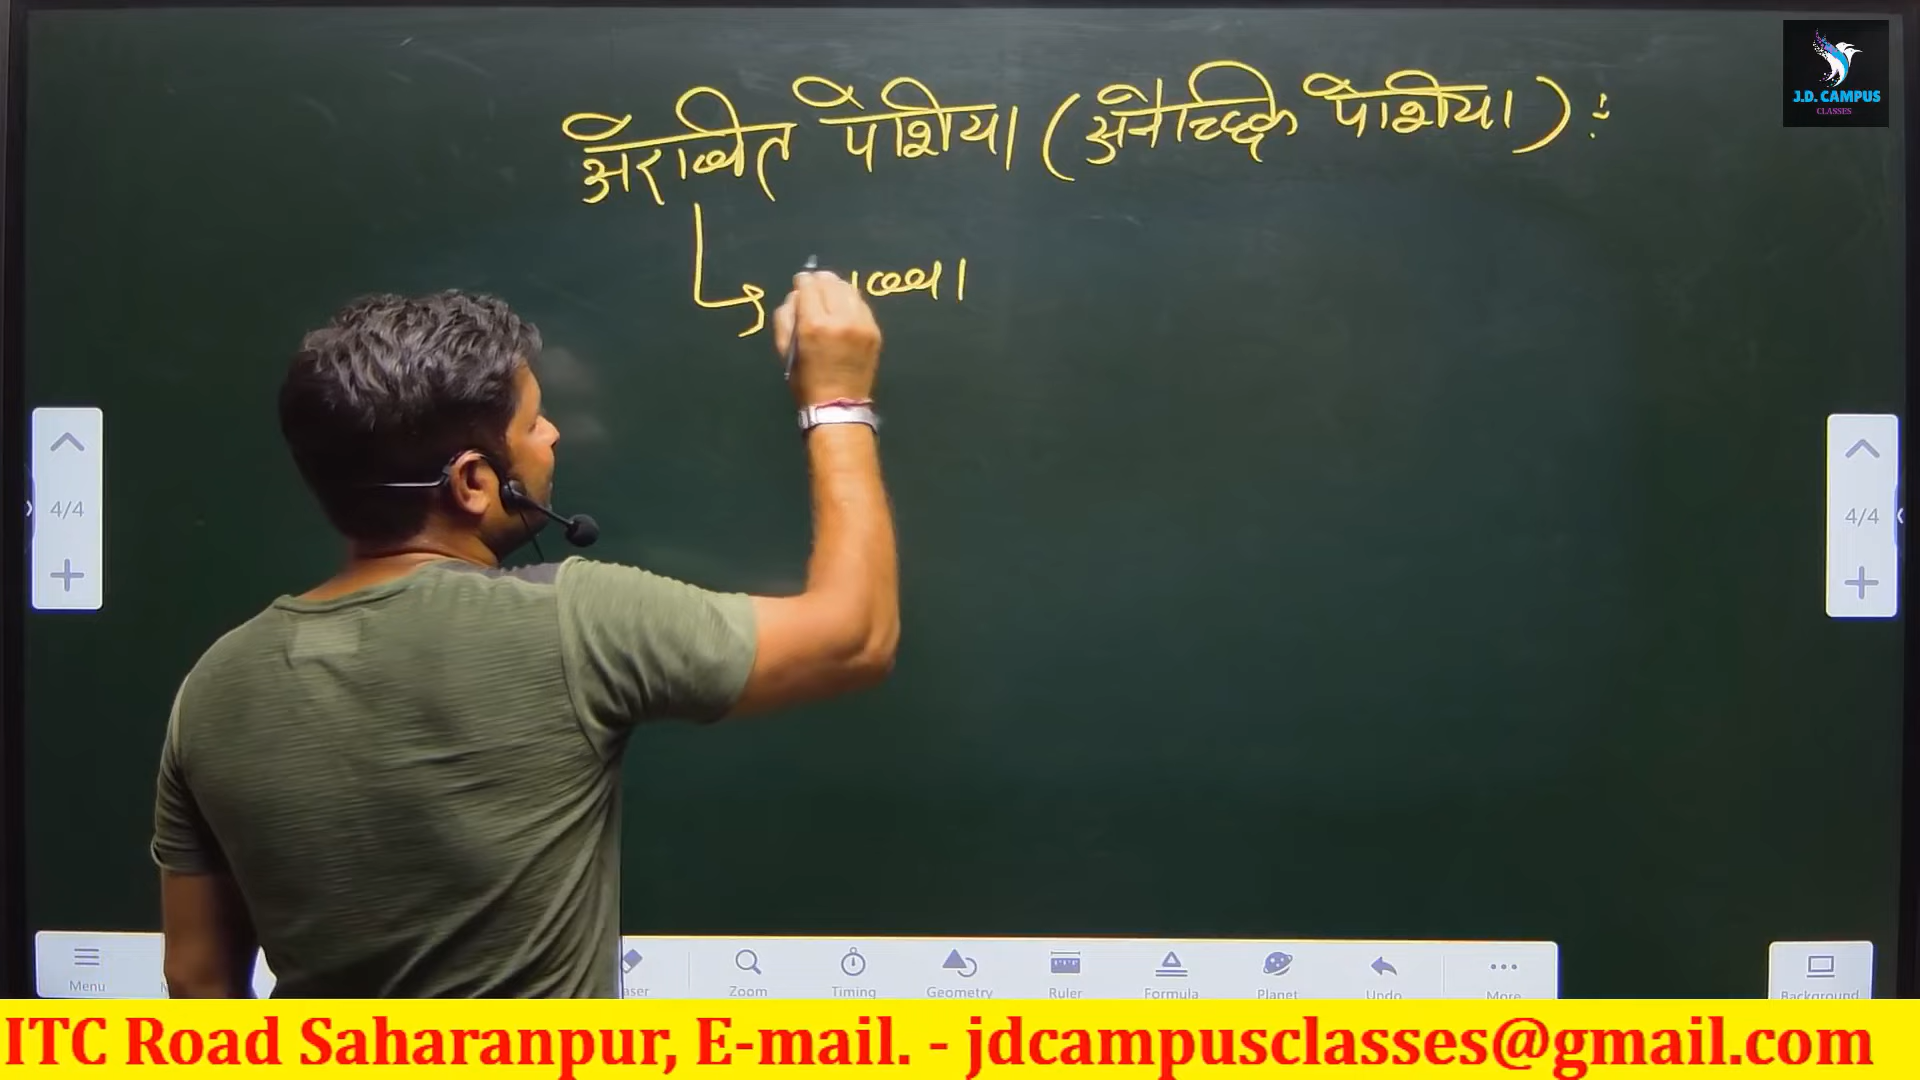 अरेखित पेशिया (अनैच्छिक पेशिया) :-
J.D. CAMPUS
CLASSES
4/4
4/4
Menu
Zoom
Timing
Geometry
Ruler
Formula
Planet
Undo
More
Background
ITC Road Saharanpur, E-mail. - jdcampusclasses@gmail.com